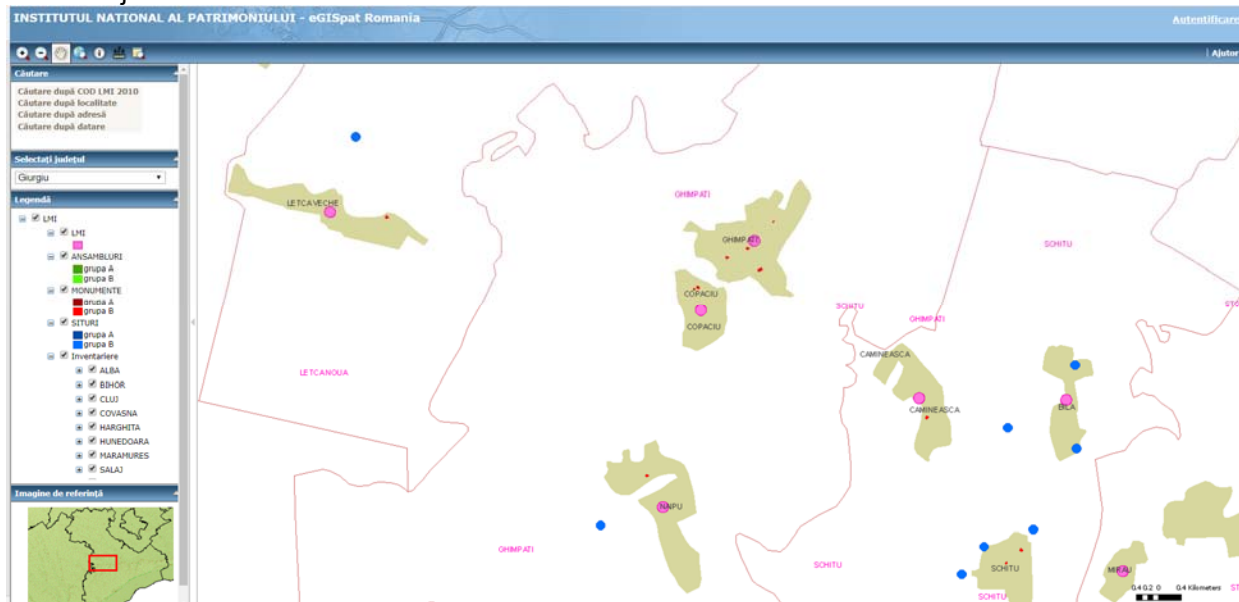 INSTITUTUL NATIONAL AL PATRIMONIULUI - eGISpat Romania
Autentificare
Ajutor
Căutare
Căutare după COD LMI 2010
Căutare după localitate
Căutare după adresă
Căutare după datare
Selectați județul
Giurgiu
Legendă
LMI
LMI
ANSAMBLURI
grupa A
grupa B
MONUMENTE
grupa A
grupa B
SITURI
grupa A
grupa B
Inventariere
ALBA
BIHOR
CLUJ
COVASNA
HARGHITA
HUNEDOARA
MARAMURES
SALAJ
Imagine de referință
LETCAVECHE
GHIMPATI
GHIMPATI
SCHITU
COPACIU
COPACIU
SCHITU
GHIMPATI
STO
CAMINEASCA
LETCANOUA
CAMINEASCA
BILA
NAIPU
GHIMPATI
SCHITU
SCHITU
MIRAU
SCHITU
ST
0.4 0.2 0 0.4 Kilometers